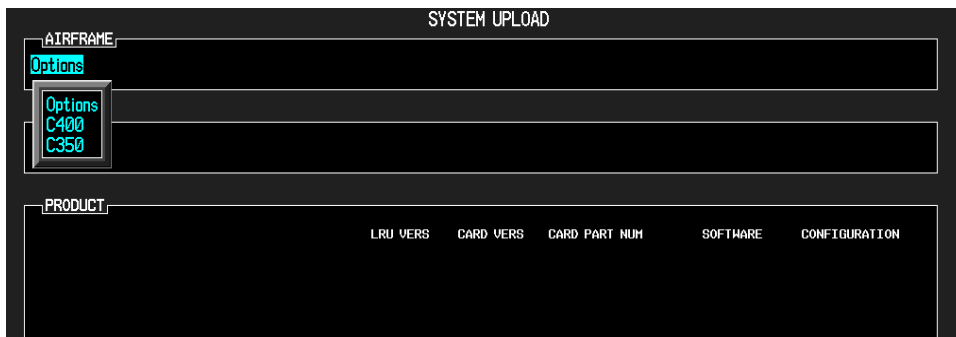 SYSTEM UPLOAD
AIRFRAME
Options
Options
C400
C350
PRODUCT
LRU VERS CARD VERS CARD PART NUM SOFTWARE CONFIGURATION